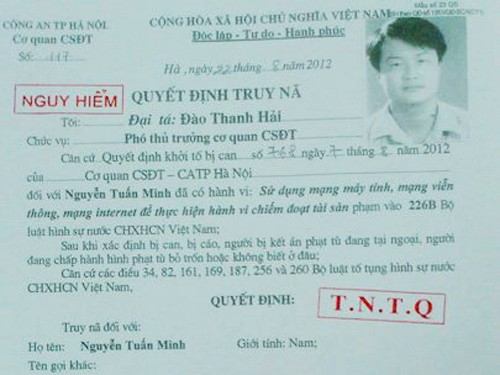 Mẫu số 23 QĐ
CÔNG AN TP HÀ NỘI
CỘNG HÒA XÃ HỘI CHỦ NGHĨA VIỆT NAM
Cơ quan CSĐT
Độc lập - Tự do - Hạnh phúc
Số: 117
Hà, ngày 22 tháng 8 năm 2012
NGUY HIỂM
QUYẾT ĐỊNH TRUY NÃ
Tôi: Đại tá: Đào Thanh Hải
Chức vụ: Phó thủ trưởng cơ quan CSĐT
Căn cứ Quyết định khởi tố bị can số 768 ngày 7 tháng 8 năm 2012
của Cơ quan CSĐT – CATP Hà Nội
đối với Nguyễn Tuấn Minh đã có hành vi: Sử dụng mạng máy tính, mạng viễn
thông, mạng internet để thực hiện hành vi chiếm đoạt tài sản phạm vào 226B Bộ
luật hình sự nước CHXHCN Việt Nam;
Sau khi xác định bị can, bị cáo, người bị kết án phạt tù đang tại ngoại, người
đang chấp hành hình phạt tù bỏ trốn hoặc không biết ở đâu;
Căn cứ các điều 34, 82, 161, 169, 187, 256 và 260 Bộ luật tố tụng hình sự nước
CHXHCN Việt Nam,
QUYẾT ĐỊNH:
T.N.T.Q
Truy nã đối với:
Họ tên: Nguyễn Tuấn Minh Giới tính: Nam;
Tên gọi khác: